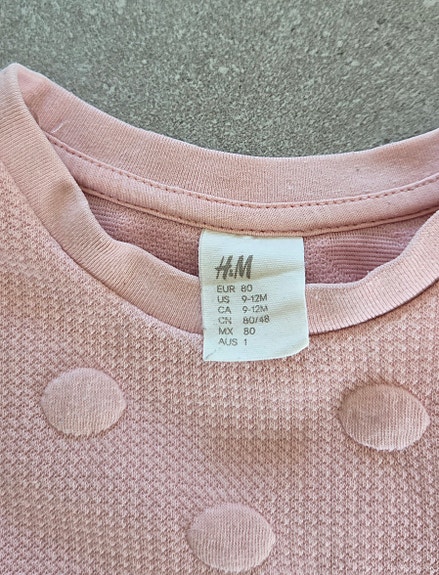 H&M
EUR 80
US 9-12M
CA 9-12M
CN 80/48
MX 80
AUS 1